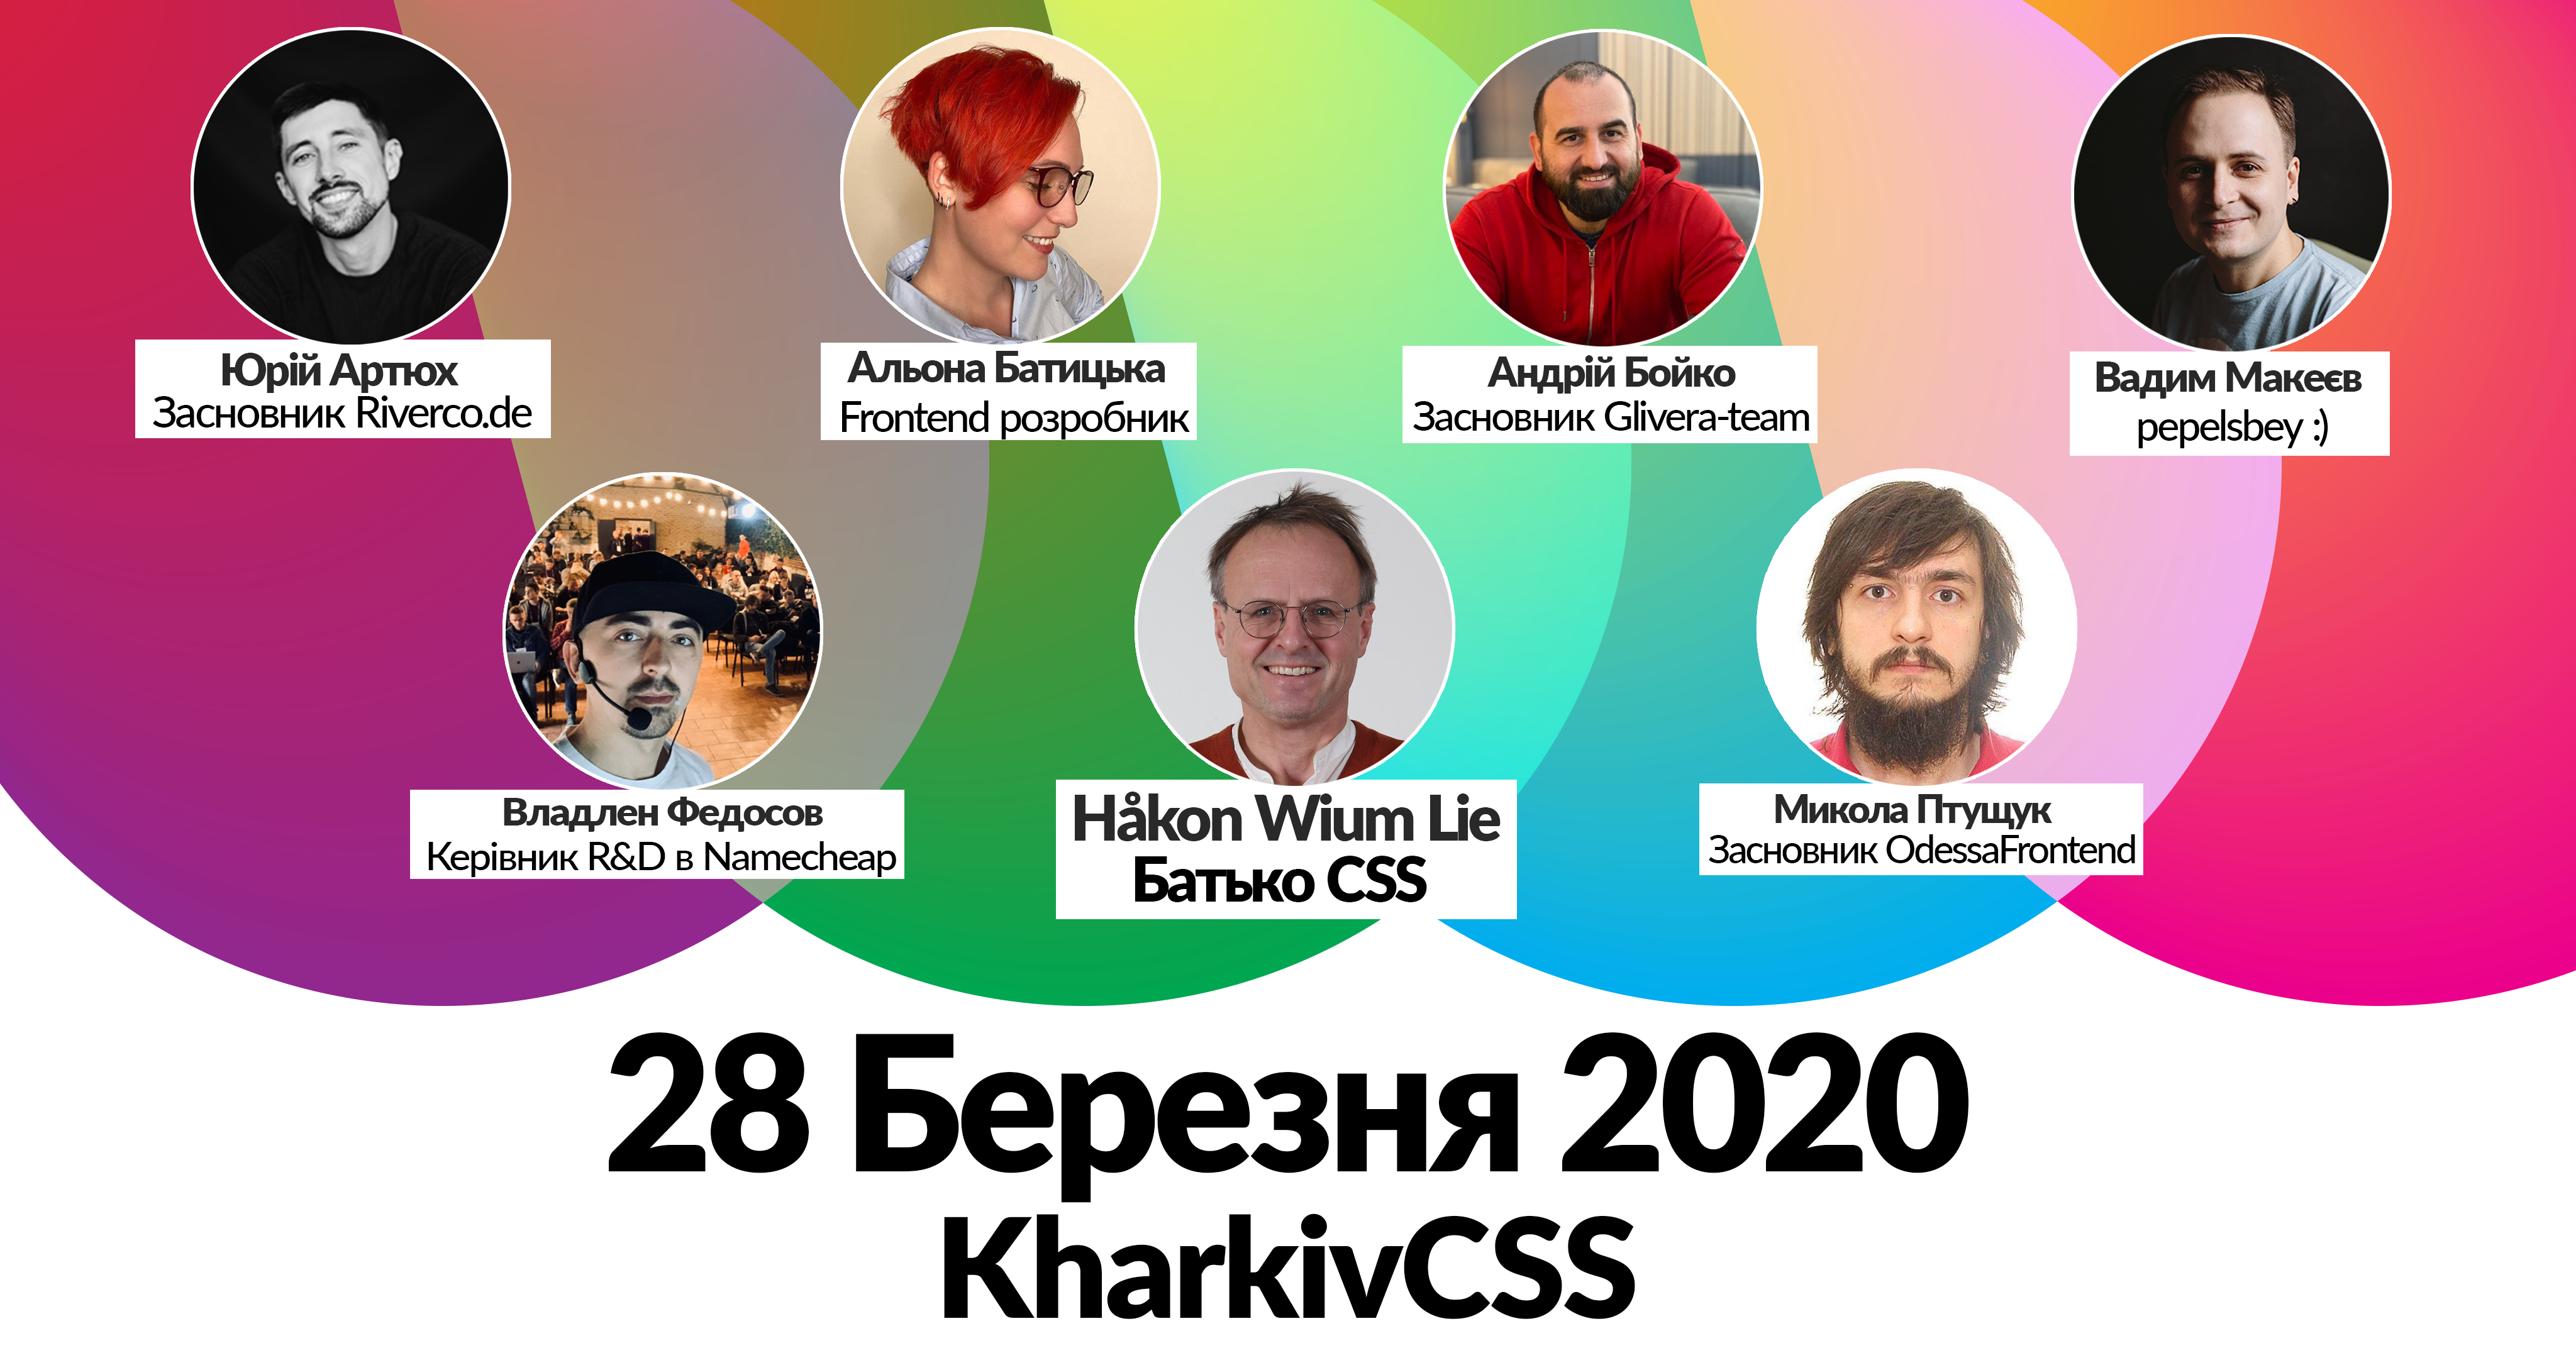 Юрій Артюх
Засновник Riverco.de
Альона Батицька
Frontend розробник
Андрій Бойко
Засновник Glivera-team
Вадим Макеєв
pepelsbey :)
Владлен Федосов
Керівник R&D в Namecheap
Håkon Wium Lie
Батько CSS
Микола Птущук
Засновник OdessaFrontend
28 Березня 2020
KharkivCSS